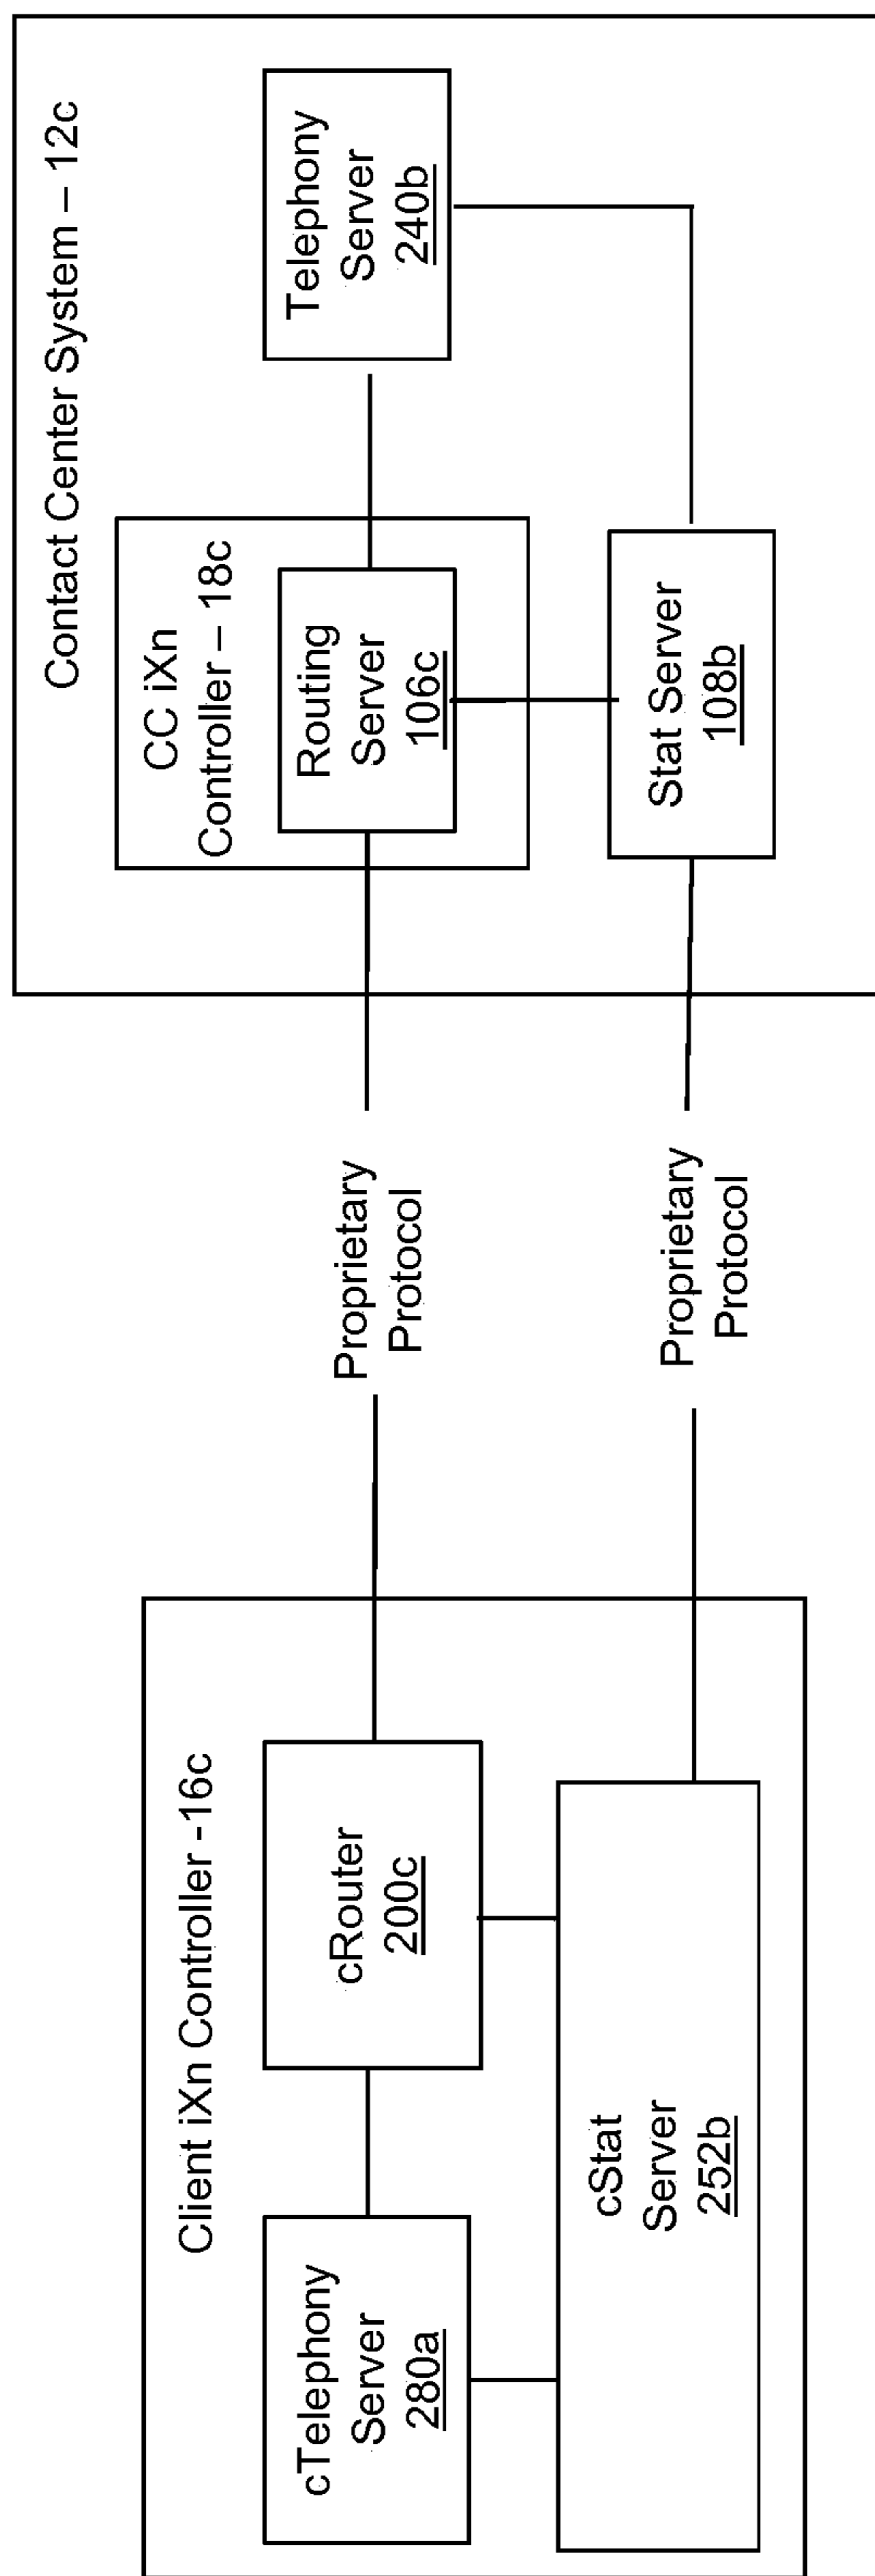 Client iXn Controller -16c
cTelephony
Server
280a
cRouter
200c
cStat
Server
252b
Proprietary
Protocol
Proprietary
Protocol
Contact Center System – 12c
CC iXn
Controller – 18c
Routing
Server
106c
Telephony
Server
240b
Stat Server
108b